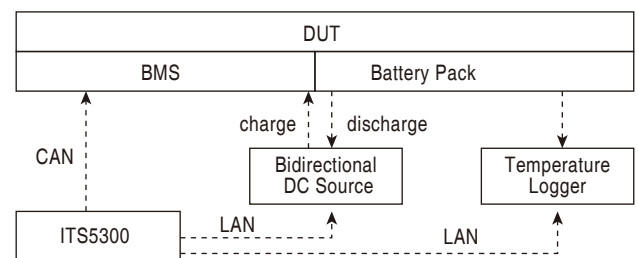 DUT
BMS Battery Pack
charge discharge
CAN
Bidirectional
DC Source
Temperature
Logger
ITS5300
LAN
LAN